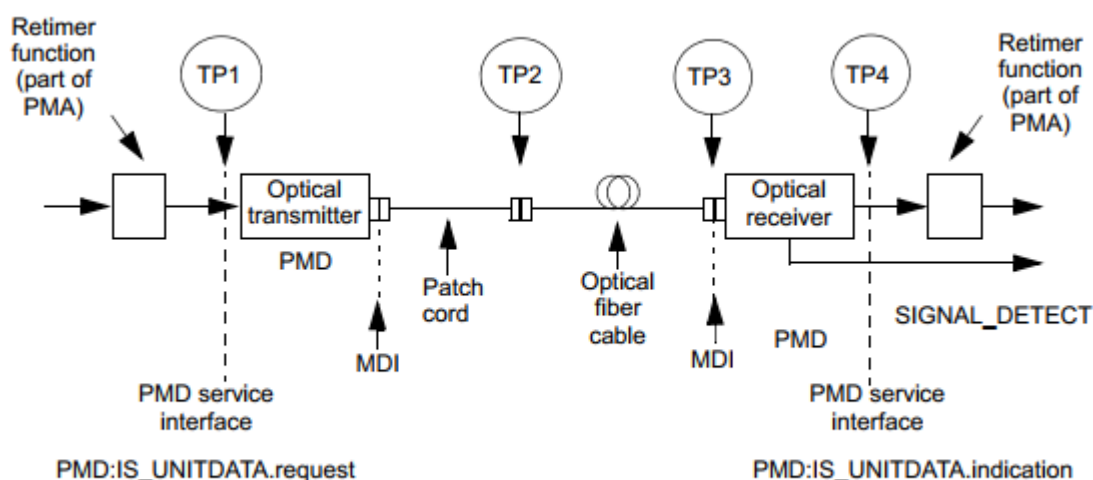 Retimer
function
(part of
PMA)
TP1
TP2
TP3
TP4
Retimer
function
(part of
PMA)
Optical
transmitter
PMD
Optical
receiver
Patch
cord
Optical
fiber
cable
MDI
MDI
PMD
SIGNAL_DETECT
PMD service
interface
PMD service
interface
PMD:IS_UNITDATA.request
PMD:IS_UNITDATA.indication